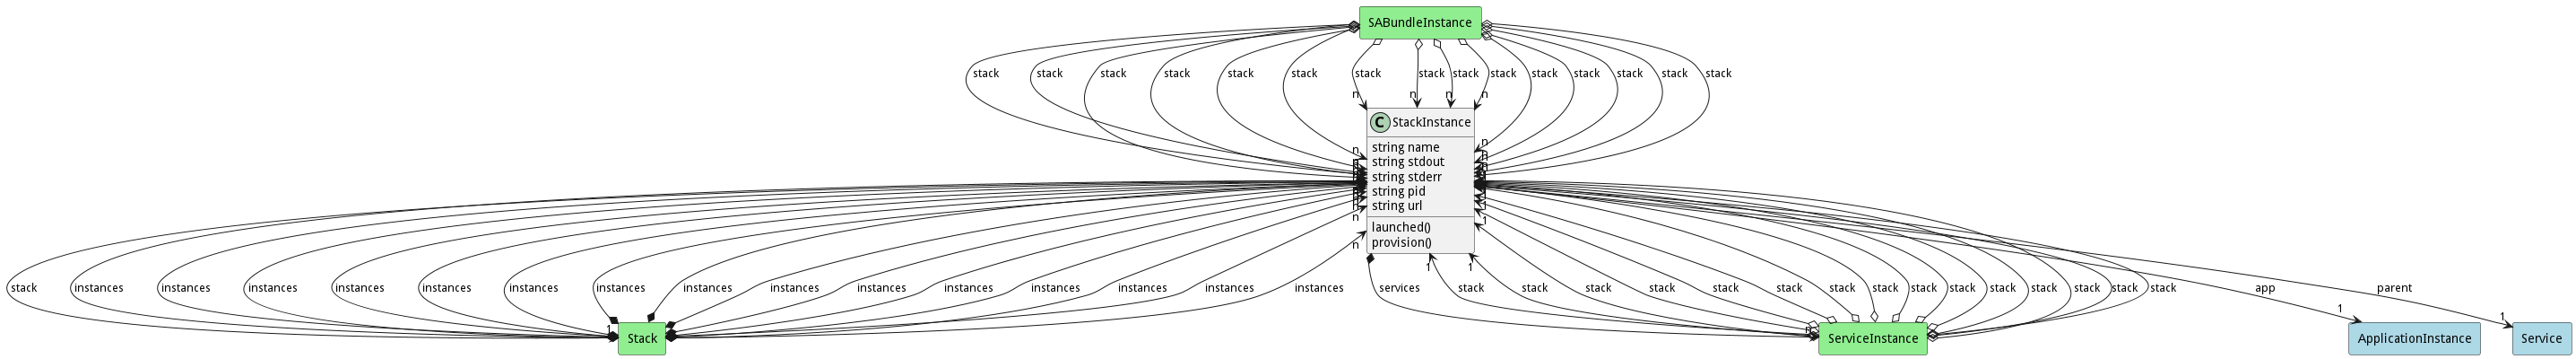 SABundleInstance
stack stack stack stack stack stack stack stack stack stack stack stack stack stack stack
n n n n
C StackInstance
n n
string name
string stdout
string stderr
string pid
string url
n 1
launched()
provision()
n
1 1
stack instances instances instances instances instances instances instances instances instances instances instances instances instances instances instances services stack stack stack stack stack stack stack stack stack stack stack stack stack app parent
1 1
1
Stack ServiceInstance ApplicationInstance Service